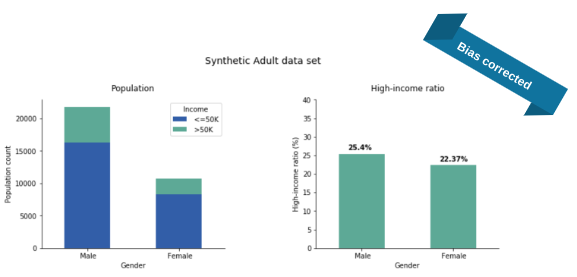 Bias corrected
Synthetic Adult data set
Population
High-income ratio
Population count
20000
15000
10000
5000
0
Income
<=50K
>50K
Male
Female
Gender
High-income ratio (%)
40
35
30
25
20
15
10
5
0
25.4%
22.37%
Male
Female
Gender